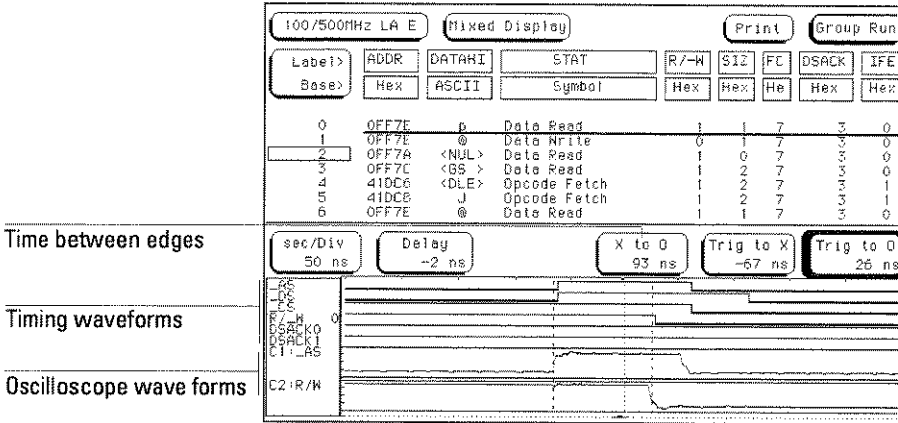 100/500MHz LA E Mixed Display Print Group Run
Label> ADDR DATAHI STAT R/-W SIZ FC DSACK IFE
Base> Hex ASCII Symbol Hex Hex He Hex Hex
0 0FF7E p Data Read 1 1 7 3 0
1 0FF7E @ Data Write 0 1 7 3 0
2 0FF7A <NUL> Data Read 1 0 7 3 0
3 0FF7C <GS > Data Read 1 2 7 3 0
4 41DC6 <DLE> Opcode Fetch 1 2 7 3 1
5 41DC8 J Opcode Fetch 1 2 7 3 1
6 0FF7E @ Data Read 1 1 7 3 0
Time between edges
sec/Div Delay X to O Trig to X Trig to O
50 ns -2 ns 93 ns -67 ns 26 ns
_AS
_DS
_CS
R/_W 0
DSACK0
DSACK1
Timing waveforms
C1:_AS
Oscilloscope wave forms
C2:R/W